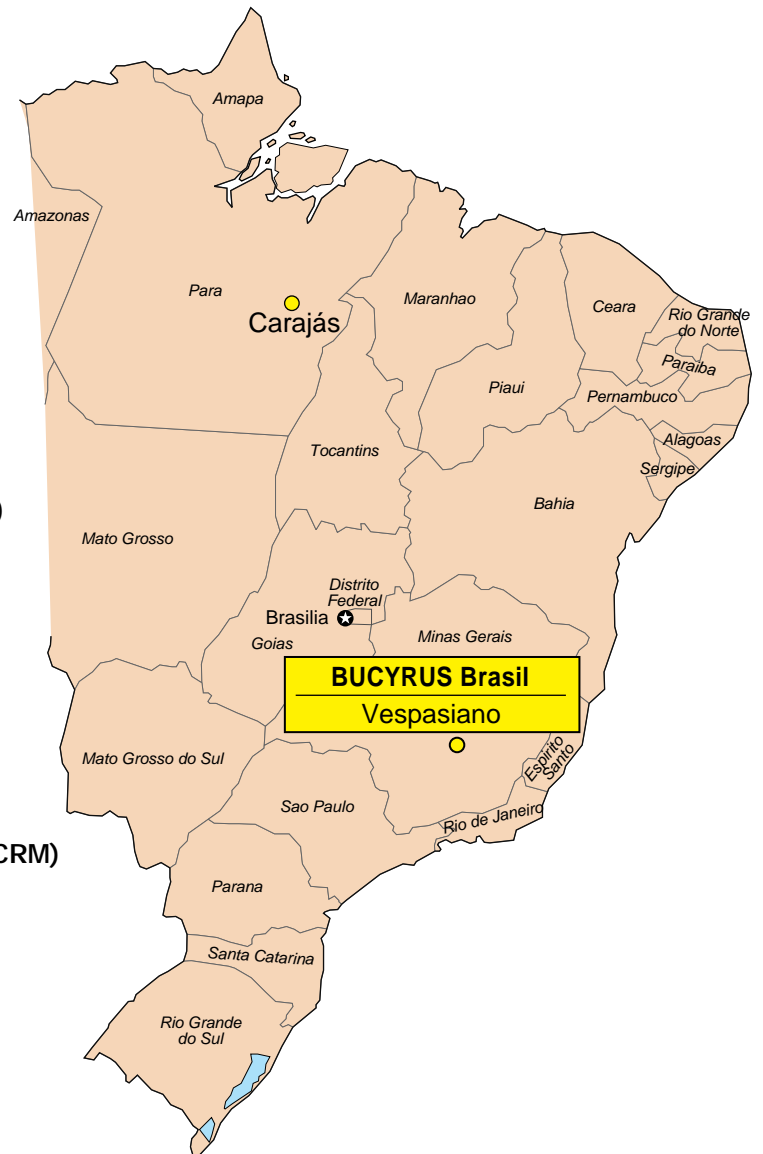 Amapa
Amazonas
Para
Carajás
Maranhao
Ceara
Rio Grande
do Norte
Paraiba
Piaui
Pernambuco
Alagoas
Sergipe
Tocantins
Bahia
)
Mato Grosso
Distrito
Federal
Brasilia
Goias
Minas Gerais
BUCYRUS Brasil
Vespasiano
Mato Grosso do Sul
Espirito
Santo
Sao Paulo
Rio de Janeiro
CRM)
Parana
Santa Catarina
Rio Grande
do Sul